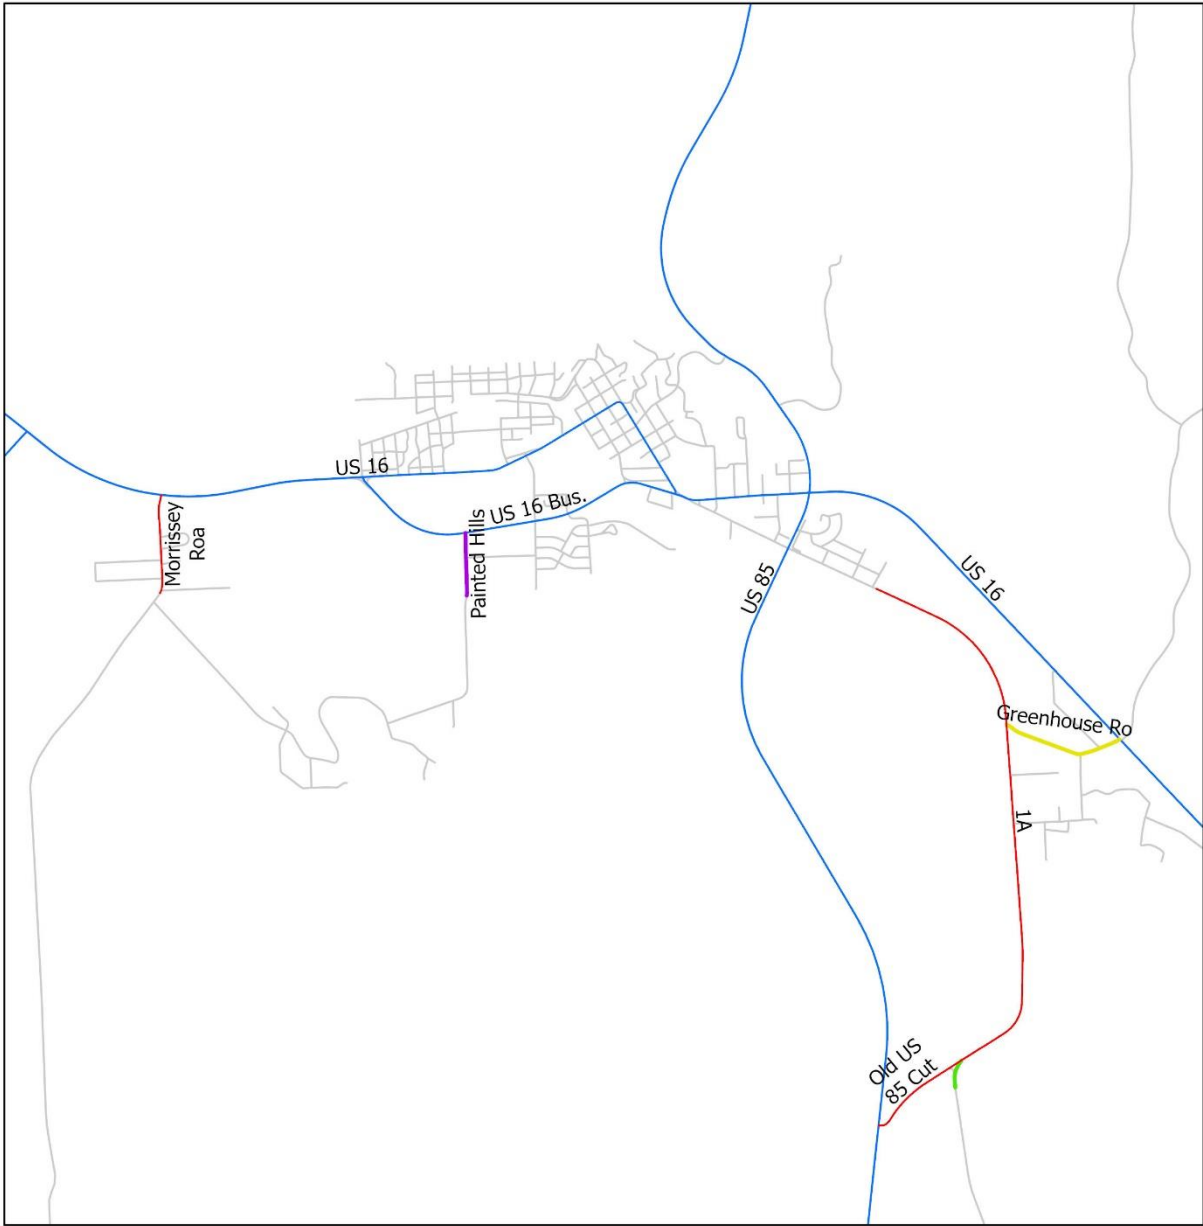 US 16
US 16 Bus.
Morrissey
Roa
Painted Hills
US 85
US 16
Greenhouse Ro
1A
Old US
85 Cut